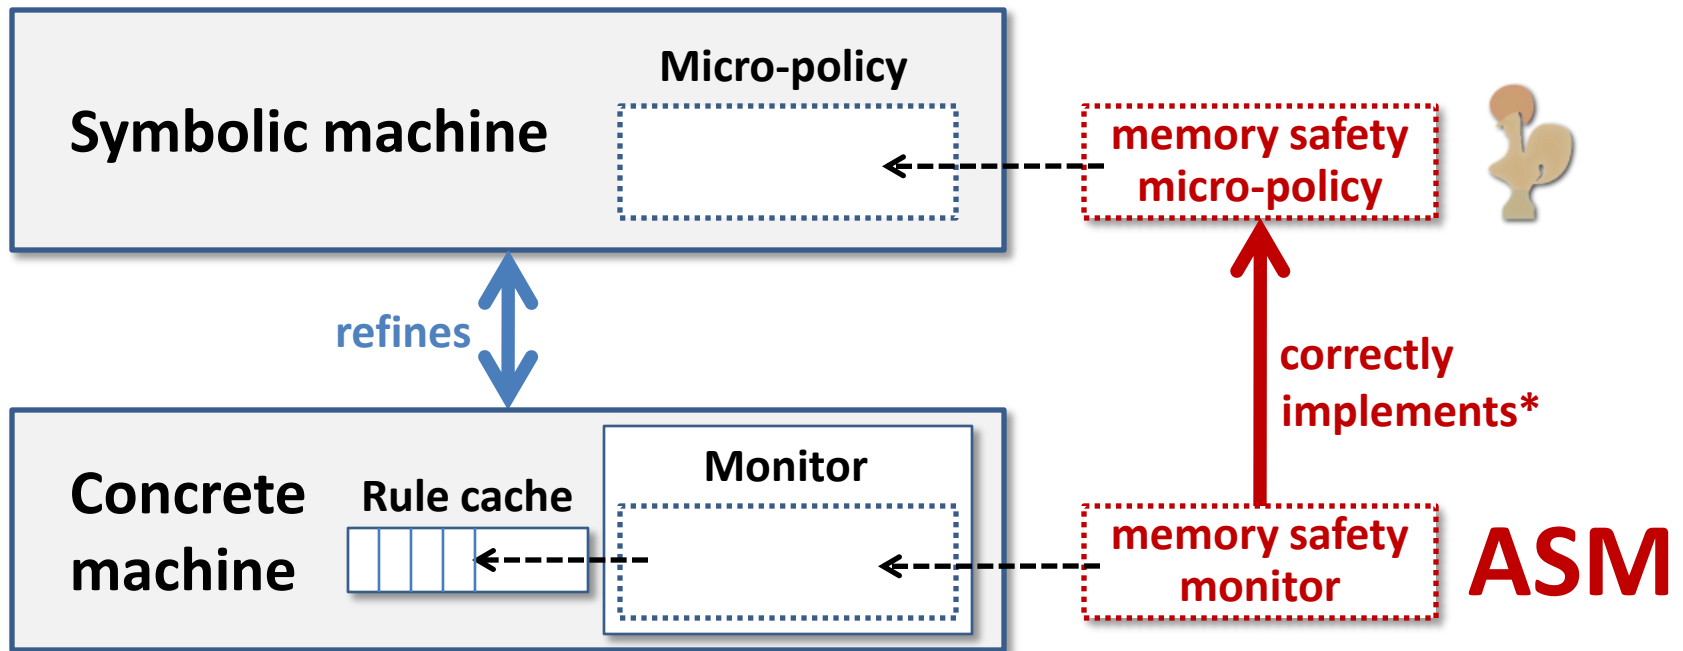 Micro-policy
Symbolic machine
memory safety
micro-policy
refines
correctly
implements*
Concrete
machine
Rule cache
Monitor
memory safety
monitor
ASM